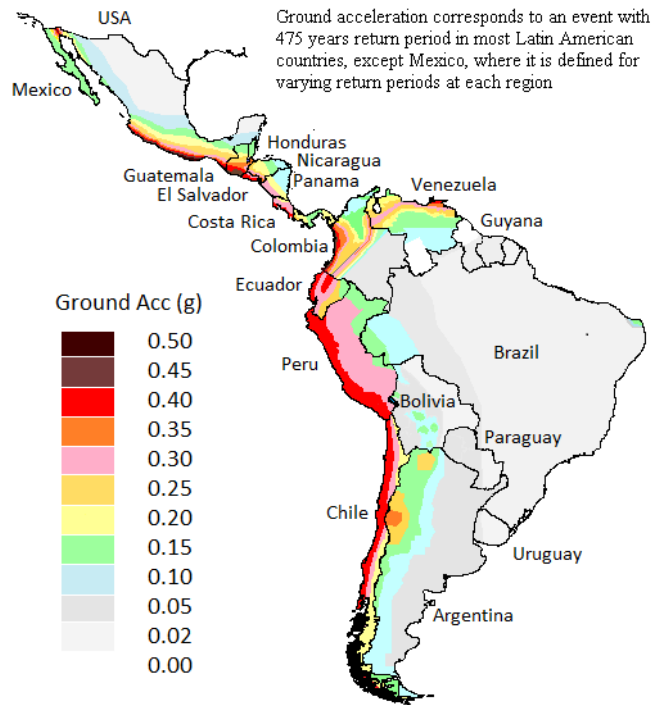 USA
Ground acceleration corresponds to an event with
475 years return period in most Latin American
countries, except Mexico, where it is defined for
varying return periods at each region
Mexico
Honduras
Nicaragua
Guatemala
Panama
El Salvador
Venezuela
Costa Rica
Guyana
Colombia
Ecuador
Ground Acc (g)
0.50
0.45
0.40
0.35
0.30
0.25
0.20
0.15
0.10
0.05
0.02
0.00
Peru
Brazil
Bolivia
Paraguay
Chile
Uruguay
Argentina